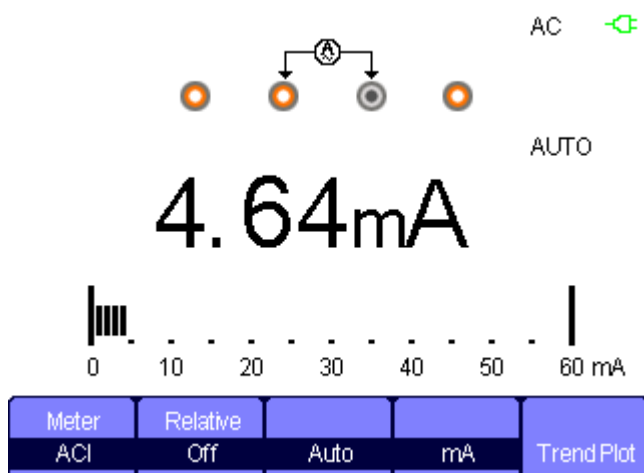 AC
A
AUTO
4.64mA
0 10 20 30 40 50 60 mA
Meter Relative
ACI Off Auto mA Trend Plot